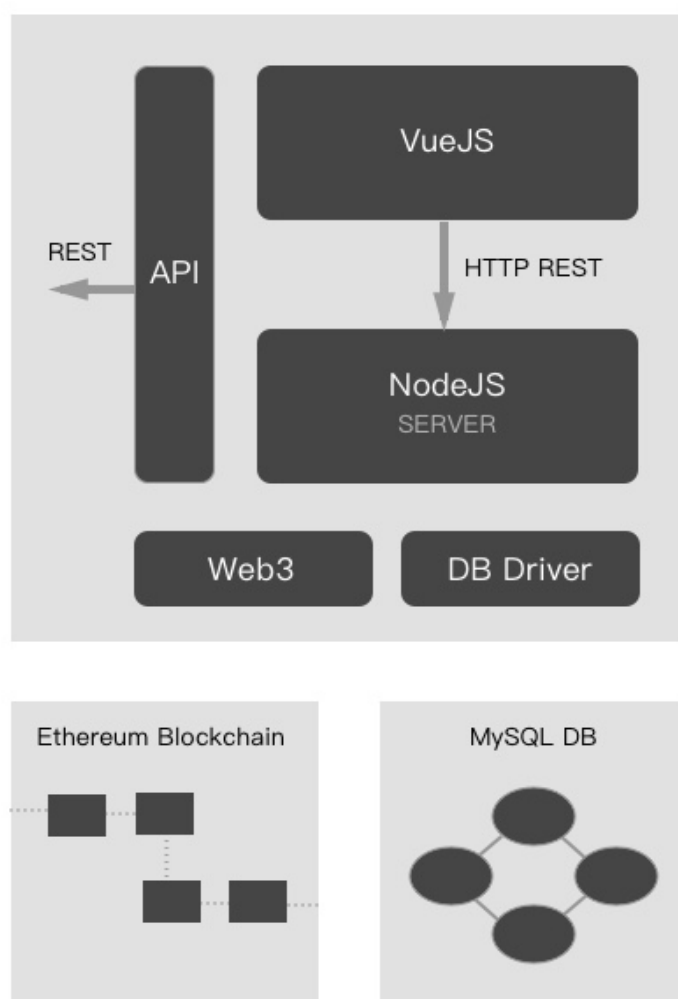 VueJS
REST
API
HTTP REST
NodeJS
SERVER
Web3
DB Driver
Ethereum Blockchain
MySQL DB